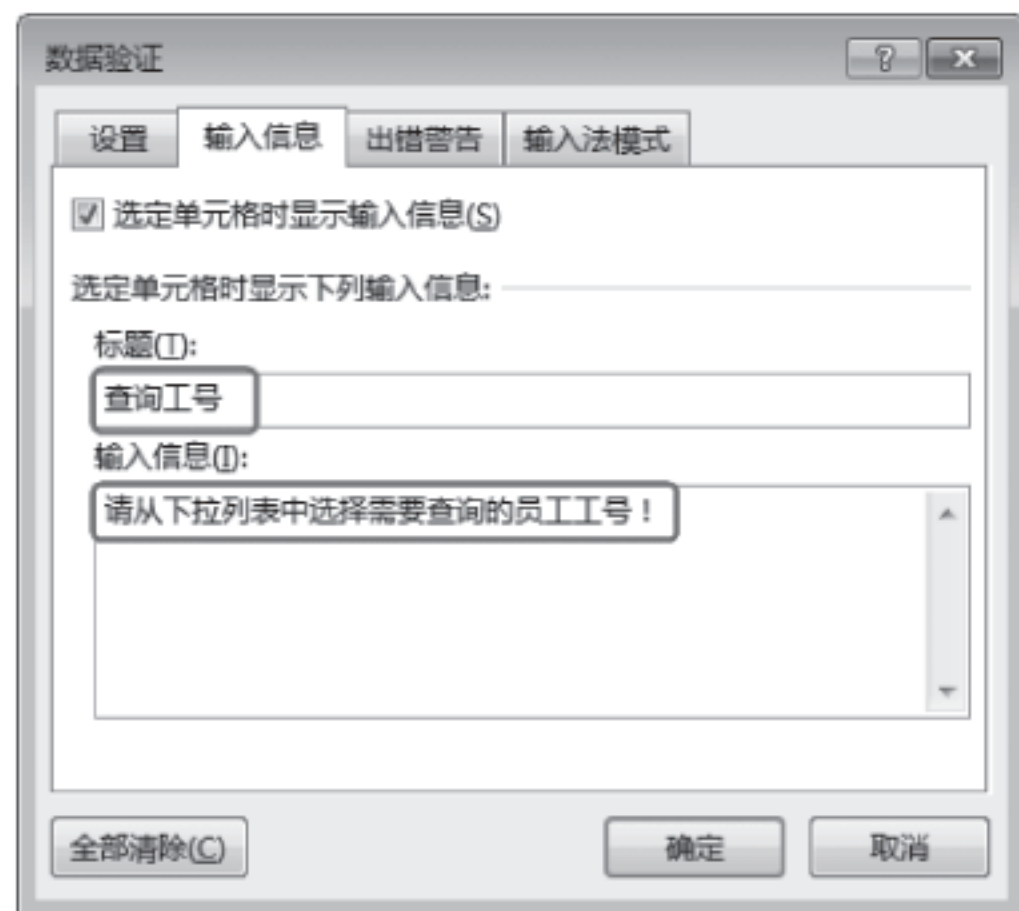 数据验证
设置 输入信息 出错警告 输入法模式
选定单元格时显示输入信息(S)
选定单元格时显示下列输入信息:
标题(T):
查询工号
输入信息(I):
请从下拉列表中选择需要查询的员工工号！
全部清除(C) 确定 取消